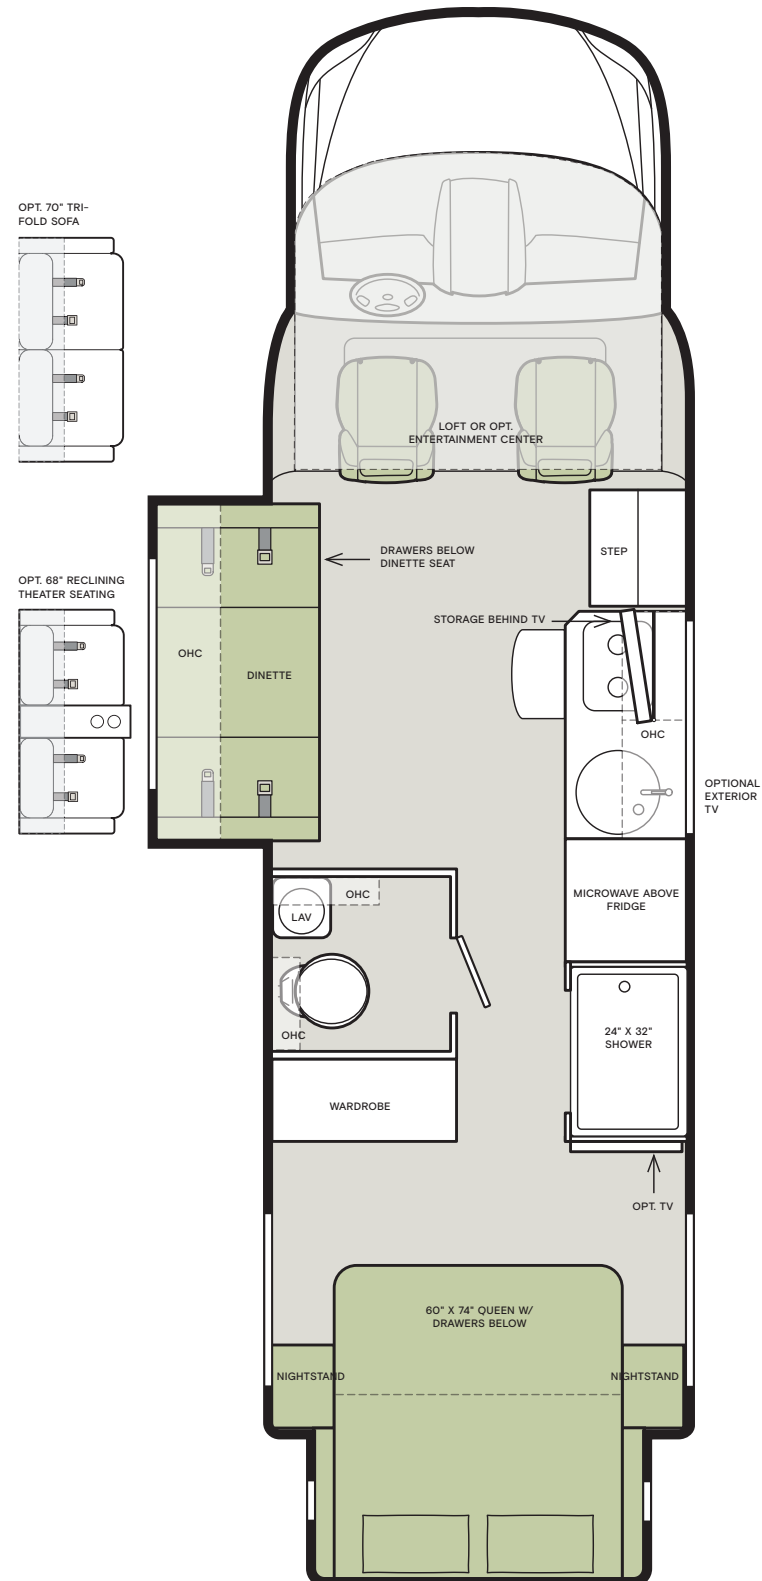 OPT. 70" TRI-
FOLD SOFA
LOFT OR OPT.
ENTERTAINMENT CENTER
STEP
DRAWERS BELOW
DINETTE SEAT
OPT. 68" RECLINING
THEATER SEATING
STORAGE BEHIND TV
OHC
DINETTE
OHC
OPTIONAL
EXTERIOR
TV
MICROWAVE ABOVE
FRIDGE
OHC
LAV
24" X 32"
SHOWER
OHC
WARDROBE
OPT. TV
60" X 74" QUEEN W/
DRAWERS BELOW
NIGHTSTAND
NIGHTSTAND